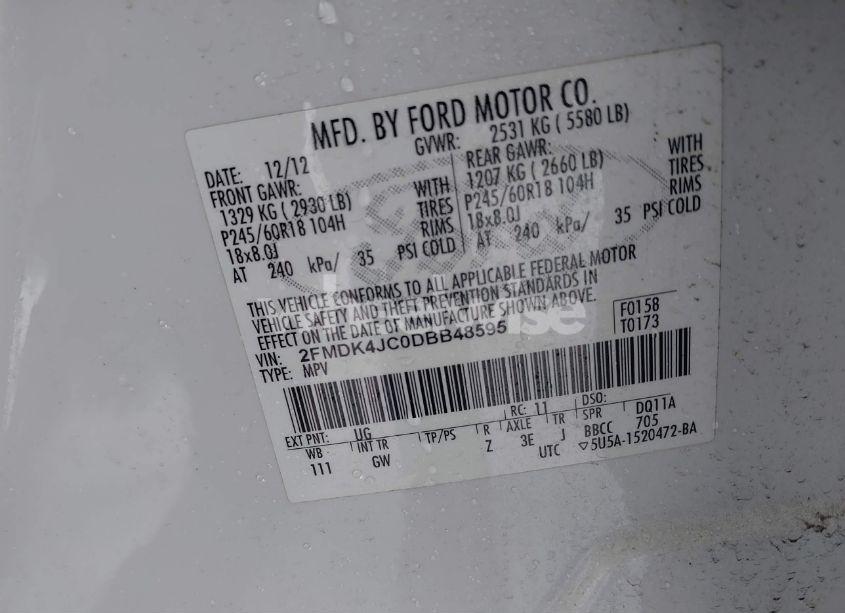 MFD. BY FORD MOTOR CO.
DATE: 12/12
GVWR: 2531 KG ( 5580 LB)
FRONT GAWR: WITH
1329 KG ( 2930 LB) TIRES
P245/60R18 104H RIMS
18x8.0J
AT 240 kPa/ 35 PSI COLD
REAR GAWR: WITH
1207 KG ( 2660 LB) TIRES
P245/60R18 104H RIMS
18x8.0J
AT 240 kPa/ 35 PSI COLD
THIS VEHICLE CONFORMS TO ALL APPLICABLE FEDERAL MOTOR
VEHICLE SAFETY AND THEFT PREVENTION STANDARDS IN
EFFECT ON THE DATE OF MANUFACTURE SHOWN ABOVE.
VIN: 2FMDK4JC0DBB48595
TYPE: MPV
F0158
T0173
EXT PNT: UG RC: 11 DSO:
WB INT TR TP/PS R AXLE TR SPR DQ11A
111 GW Z 3E J BBCC 705
UTC ▽5U5A-1520472-BA